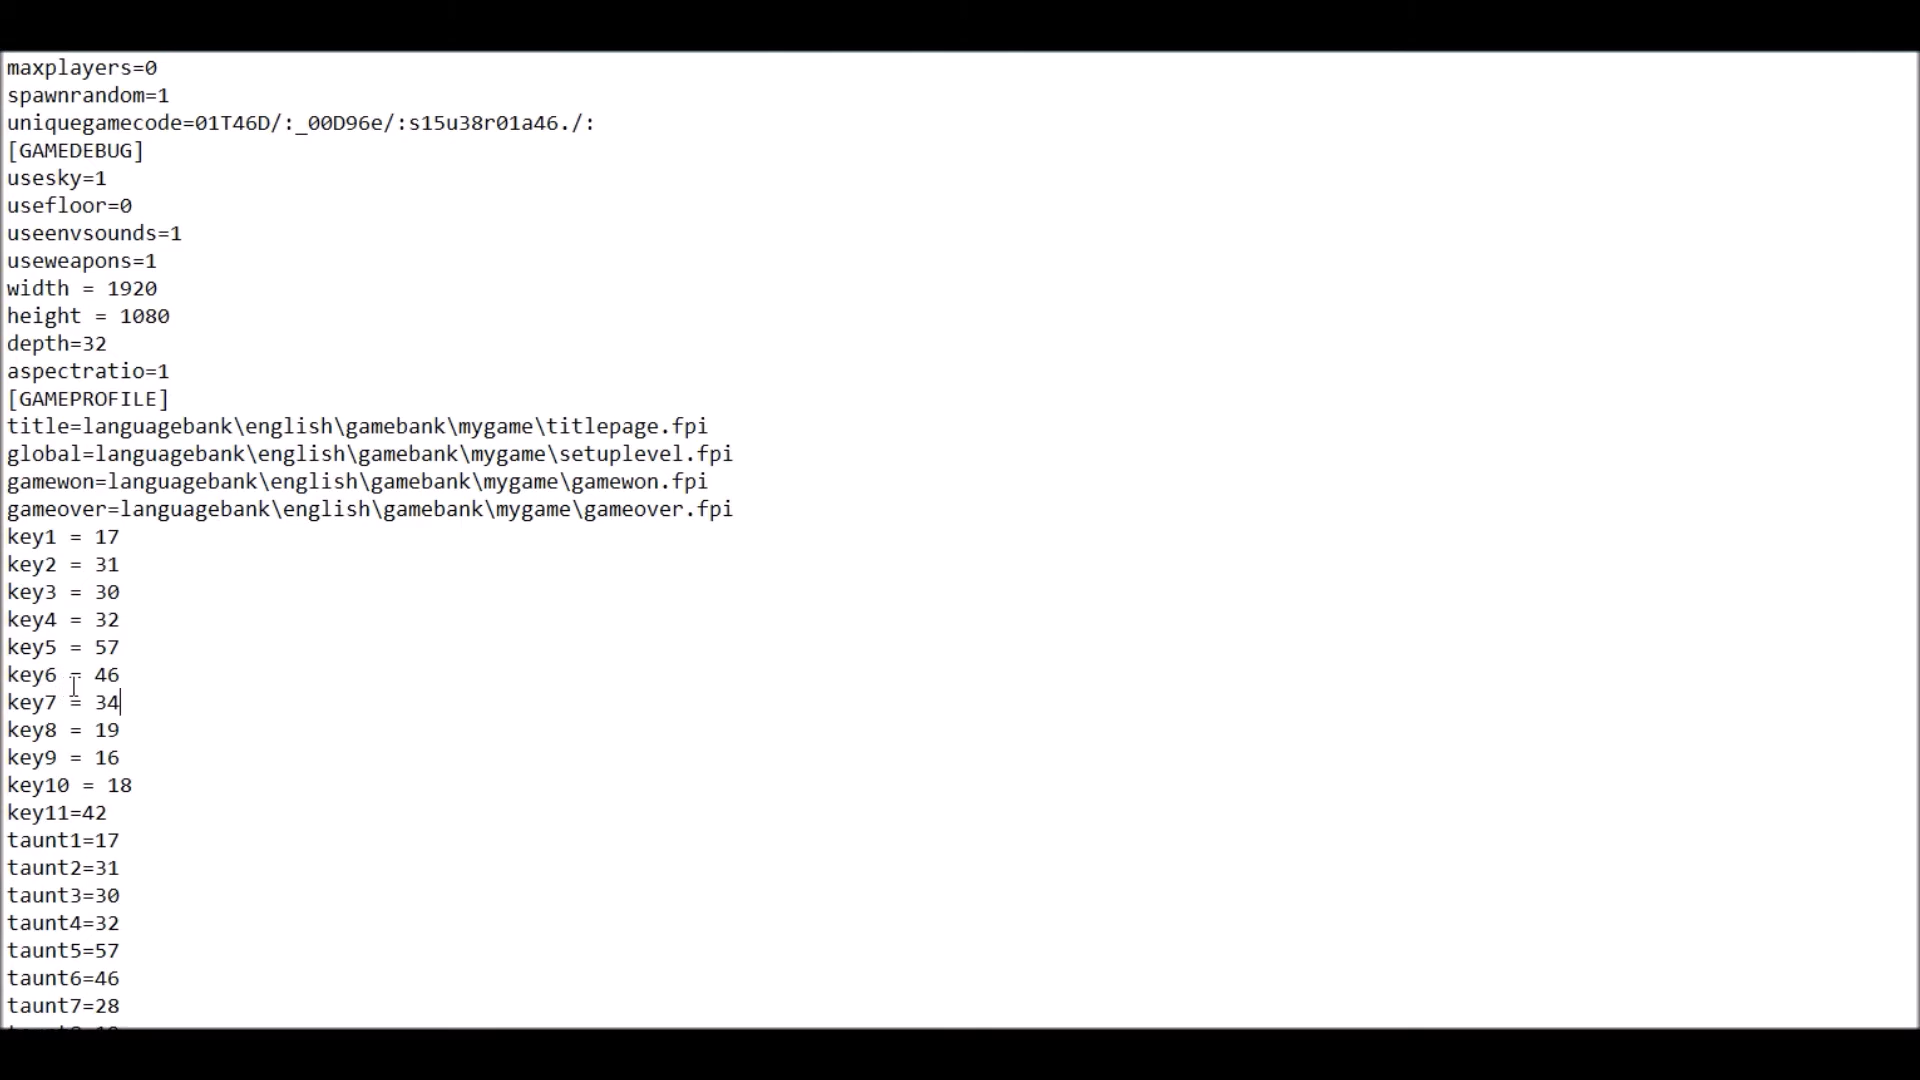 maxplayers=0
spawnrandom=1
uniquegamecode=01T46D/:_00D96e/:s15u38r01a46./:
[GAMEDEBUG]
usesky=1
usefloor=0
useenvsounds=1
useweapons=1
width = 1920
height = 1080
depth=32
aspectratio=1
[GAMEPROFILE]
title=languagebank\english\gamebank\mygame\titlepage.fpi
global=languagebank\english\gamebank\mygame\setuplevel.fpi
gamewon=languagebank\english\gamebank\mygame\gamewon.fpi
gameover=languagebank\english\gamebank\mygame\gameover.fpi
key1 = 17
key2 = 31
key3 = 30
key4 = 32
key5 = 57
key6 = 46
key7 = 34
key8 = 19
key9 = 16
key10 = 18
key11=42
taunt1=17
taunt2=31
taunt3=30
taunt4=32
taunt5=57
taunt6=46
taunt7=28